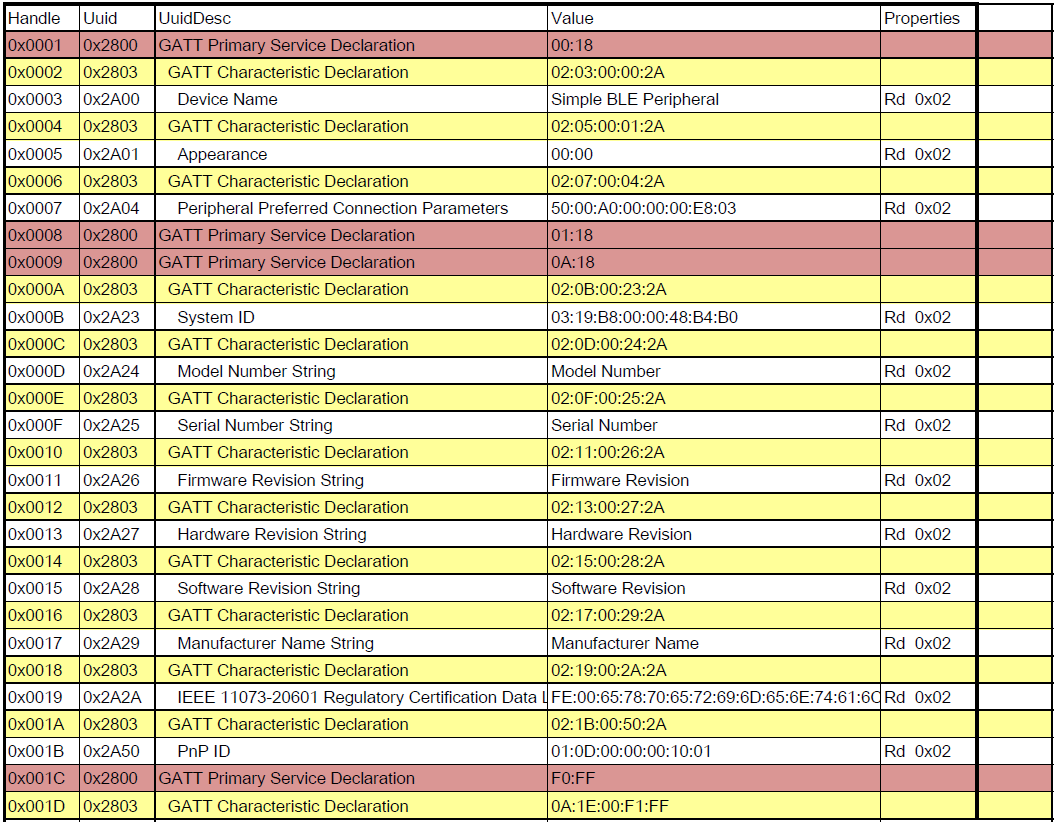 Handle Uuid UuidDesc Value Properties
0x0001 0x2800 GATT Primary Service Declaration 00:18
0x0002 0x2803 GATT Characteristic Declaration 02:03:00:00:2A
0x0003 0x2A00 Device Name Simple BLE Peripheral Rd 0x02
0x0004 0x2803 GATT Characteristic Declaration 02:05:00:01:2A
0x0005 0x2A01 Appearance 00:00 Rd 0x02
0x0006 0x2803 GATT Characteristic Declaration 02:07:00:04:2A
0x0007 0x2A04 Peripheral Preferred Connection Parameters 50:00:A0:00:00:00:E8:03 Rd 0x02
0x0008 0x2800 GATT Primary Service Declaration 01:18
0x0009 0x2800 GATT Primary Service Declaration 0A:18
0x000A 0x2803 GATT Characteristic Declaration 02:0B:00:23:2A
0x000B 0x2A23 System ID 03:19:B8:00:00:48:B4:B0 Rd 0x02
0x000C 0x2803 GATT Characteristic Declaration 02:0D:00:24:2A
0x000D 0x2A24 Model Number String Model Number Rd 0x02
0x000E 0x2803 GATT Characteristic Declaration 02:0F:00:25:2A
0x000F 0x2A25 Serial Number String Serial Number Rd 0x02
0x0010 0x2803 GATT Characteristic Declaration 02:11:00:26:2A
0x0011 0x2A26 Firmware Revision String Firmware Revision Rd 0x02
0x0012 0x2803 GATT Characteristic Declaration 02:13:00:27:2A
0x0013 0x2A27 Hardware Revision String Hardware Revision Rd 0x02
0x0014 0x2803 GATT Characteristic Declaration 02:15:00:28:2A
0x0015 0x2A28 Software Revision String Software Revision Rd 0x02
0x0016 0x2803 GATT Characteristic Declaration 02:17:00:29:2A
0x0017 0x2A29 Manufacturer Name String Manufacturer Name Rd 0x02
0x0018 0x2803 GATT Characteristic Declaration 02:19:00:2A:2A
0x0019 0x2A2A IEEE 11073-20601 Regulatory Certification Data L FE:00:65:78:70:65:72:69:6D:65:6E:74:61:6C Rd 0x02
0x001A 0x2803 GATT Characteristic Declaration 02:1B:00:50:2A
0x001B 0x2A50 PnP ID 01:0D:00:00:00:10:01 Rd 0x02
0x001C 0x2800 GATT Primary Service Declaration F0:FF
0x001D 0x2803 GATT Characteristic Declaration 0A:1E:00:F1:FF